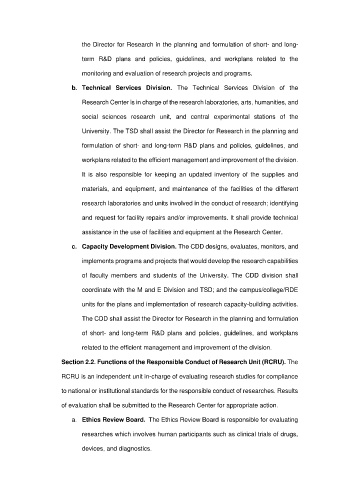 the Director for Research in the planning and formulation of short- and long-
term R&D plans and policies, guidelines, and workplans related to the
monitoring and evaluation of research projects and programs.
b. Technical Services Division. The Technical Services Division of the
Research Center is in charge of the research laboratories, arts, humanities, and
social sciences research unit, and central experimental stations of the
University. The TSD shall assist the Director for Research in the planning and
formulation of short- and long-term R&D plans and policies, guidelines, and
workplans related to the efficient management and improvement of the division.
It is also responsible for keeping an updated inventory of the supplies and
materials, and equipment, and maintenance of the facilities of the different
research laboratories and units involved in the conduct of research; identifying
and request for facility repairs and/or improvements. It shall provide technical
assistance in the use of facilities and equipment at the Research Center.
c. Capacity Development Division. The CDD designs, evaluates, monitors, and
implements programs and projects that would develop the research capabilities
of faculty members and students of the University. The CDD division shall
coordinate with the M and E Division and TSD; and the campus/college/RDE
units for the plans and implementation of research capacity-building activities.
The CDD shall assist the Director for Research in the planning and formulation
of short- and long-term R&D plans and policies, guidelines, and workplans
related to the efficient management and improvement of the division.
Section 2.2. Functions of the Responsible Conduct of Research Unit (RCRU). The
RCRU is an independent unit in-charge of evaluating research studies for compliance
to national or institutional standards for the responsible conduct of researches. Results
of evaluation shall be submitted to the Research Center for appropriate action.
a. Ethics Review Board. The Ethics Review Board is responsible for evaluating
researches which involves human participants such as clinical trials of drugs,
devices, and diagnostics.